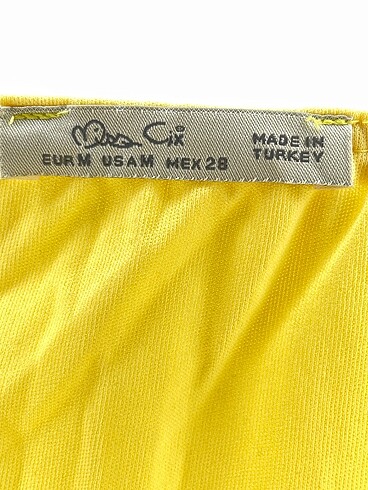 Miss Cix
MADE IN
TURKEY
EUR M USA M MEX 28